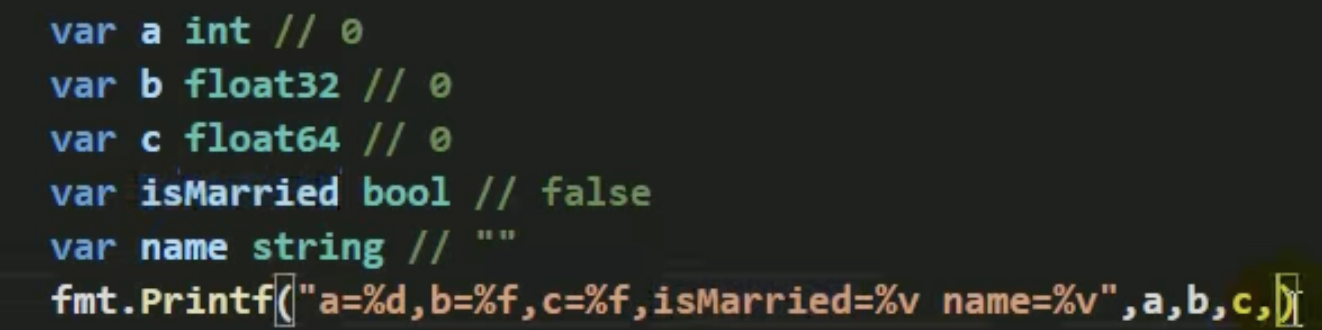 var a int // 0
var b float32 // 0
var c float64 // 0
var isMarried bool // false
var name string // ""
fmt.Printf("a=%d,b=%f,c=%f,isMarried=%v name=%v",a,b,c,)